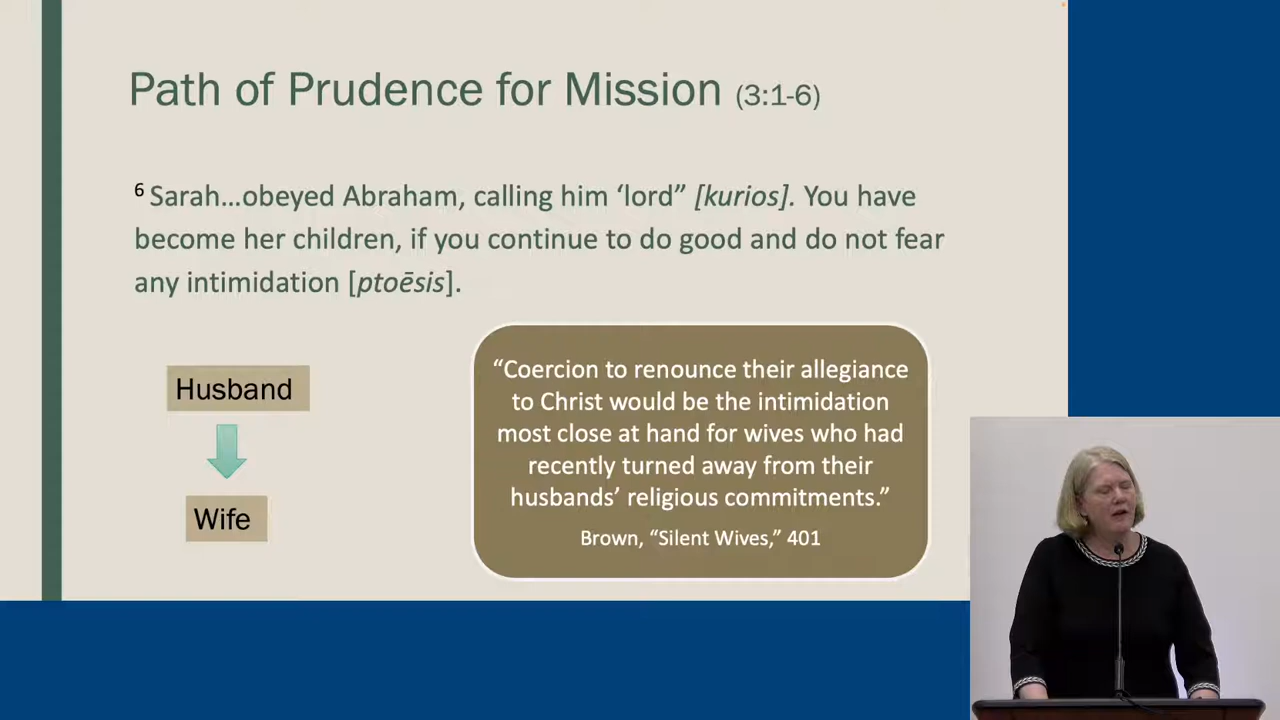 Path of Prudence for Mission (3:1-6)
6 Sarah…obeyed Abraham, calling him ‘lord” [kurios]. You have
become her children, if you continue to do good and do not fear
any intimidation [ptoēsis].
Husband
Wife
“Coercion to renounce their allegiance
to Christ would be the intimidation
most close at hand for wives who had
recently turned away from their
husbands’ religious commitments.”
Brown, “Silent Wives,” 401